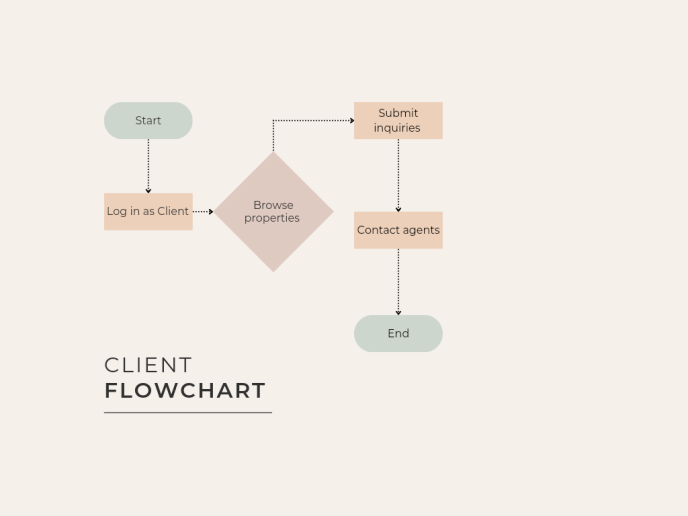 Start
Log in as Client
Browse
properties
Submit
inquiries
Contact agents
End
CLIENT
FLOWCHART